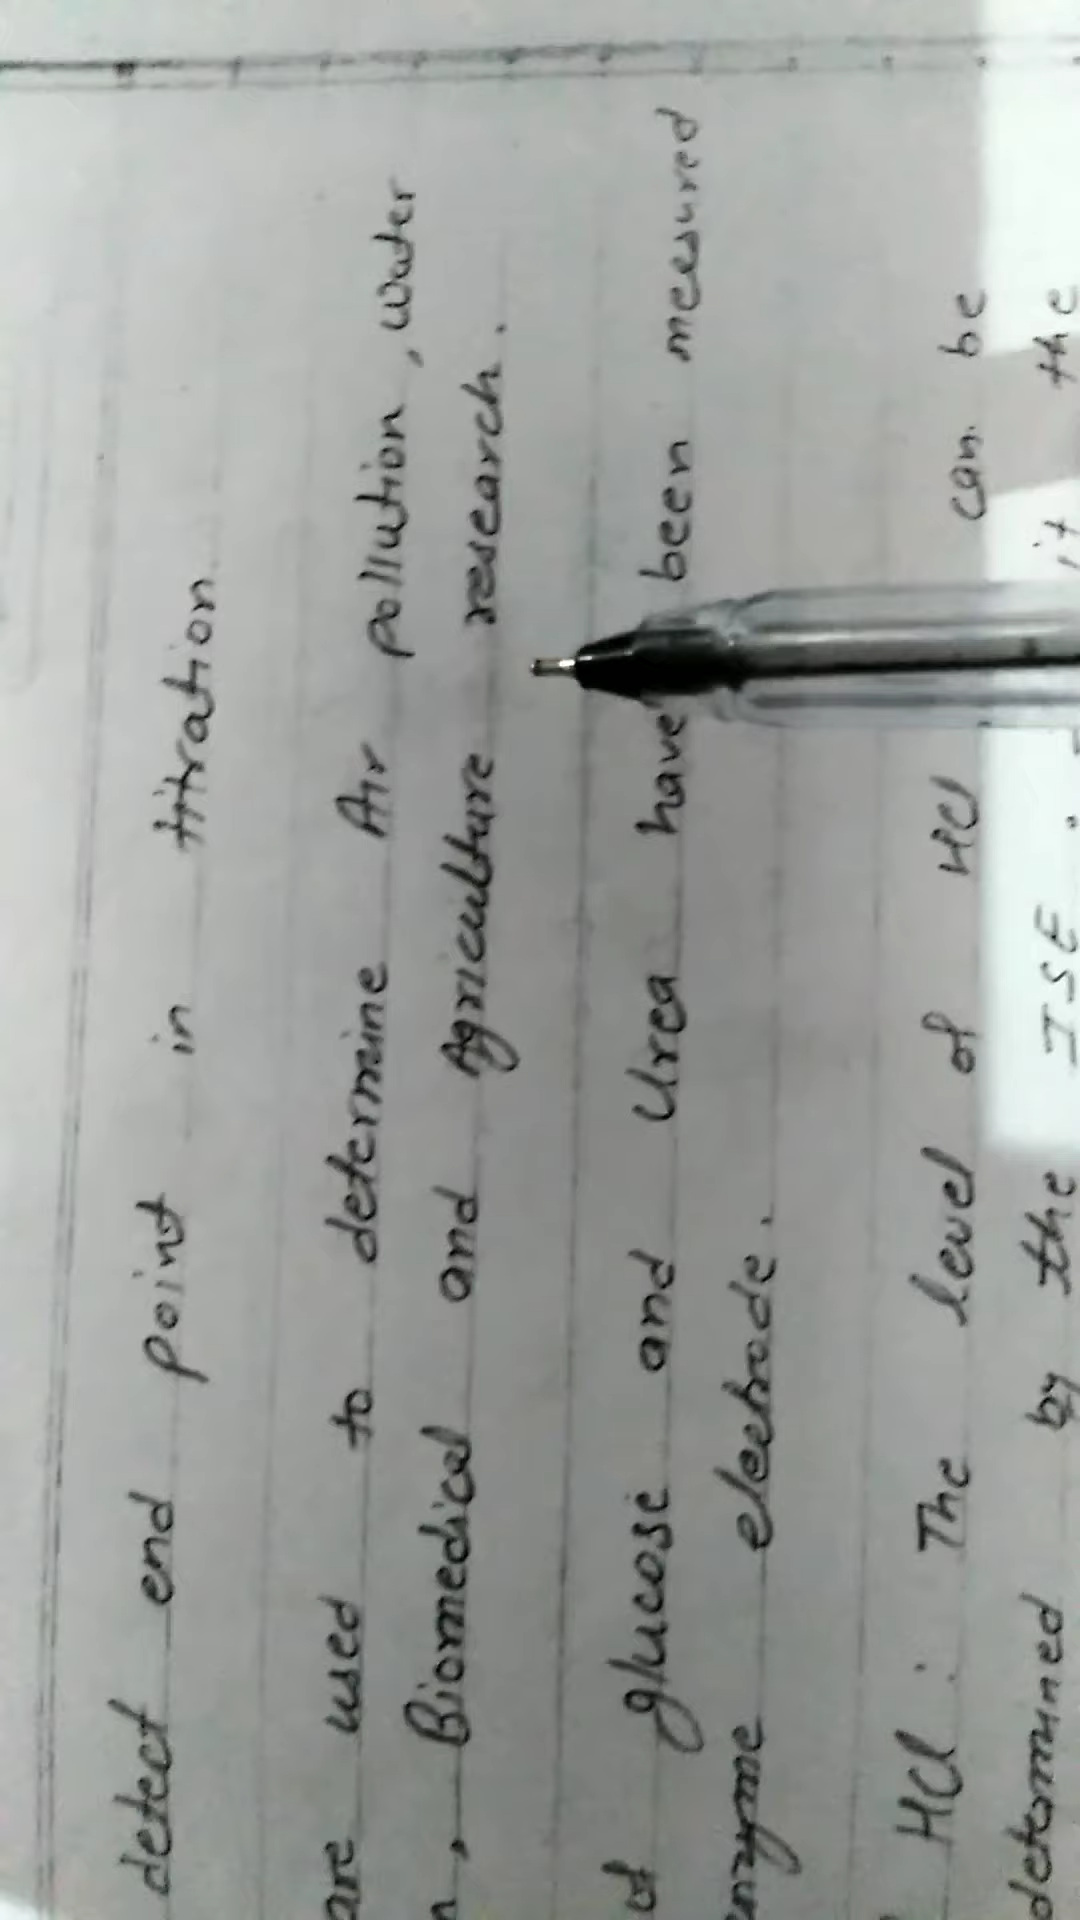 detect end point in titration
are used to determine Air pollution, water
n, Biomedical and Agriculture research.
of glucose and Urea have been meesured
enzyme electrode.
HCl : The level of HCl can be
determined by the ISE. it the